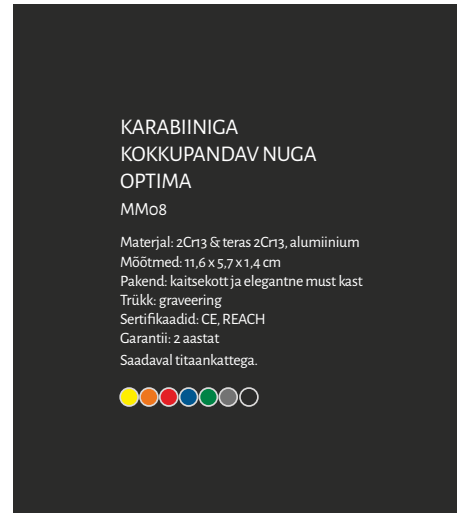 KARABIINIGA
KOKKUPANDAV NUGA
OPTIMA
MM08
Materjal: 2Cr13 & teras 2Cr13, alumiinium
Mõõtmed: 11,6 x 5,7 x 1,4 cm
Pakend: kaitsekott ja elegantne must kast
Trükk: graveering
Sertifikaadid: CE, REACH
Garantii: 2 aastat
Saadaval titaankattega.